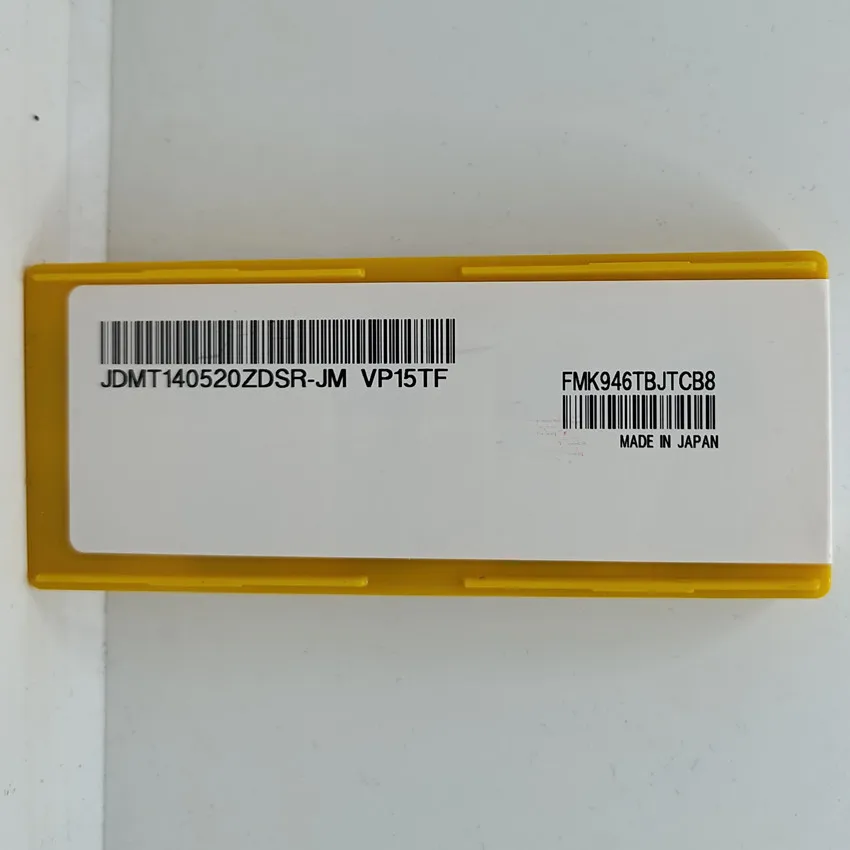 JDMT140520ZDSR-JM VP15TF
FMK946TBJTCB8
MADE IN JAPAN